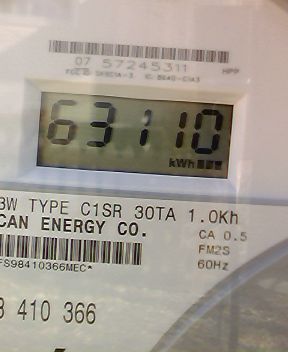 07 57245311
HPP
63110
kWh
3W TYPE C1SR 30TA 1.0Kh
CAN ENERGY CO.
CA 0.5
FM2S
60Hz
FS98410366MEC*
410 366